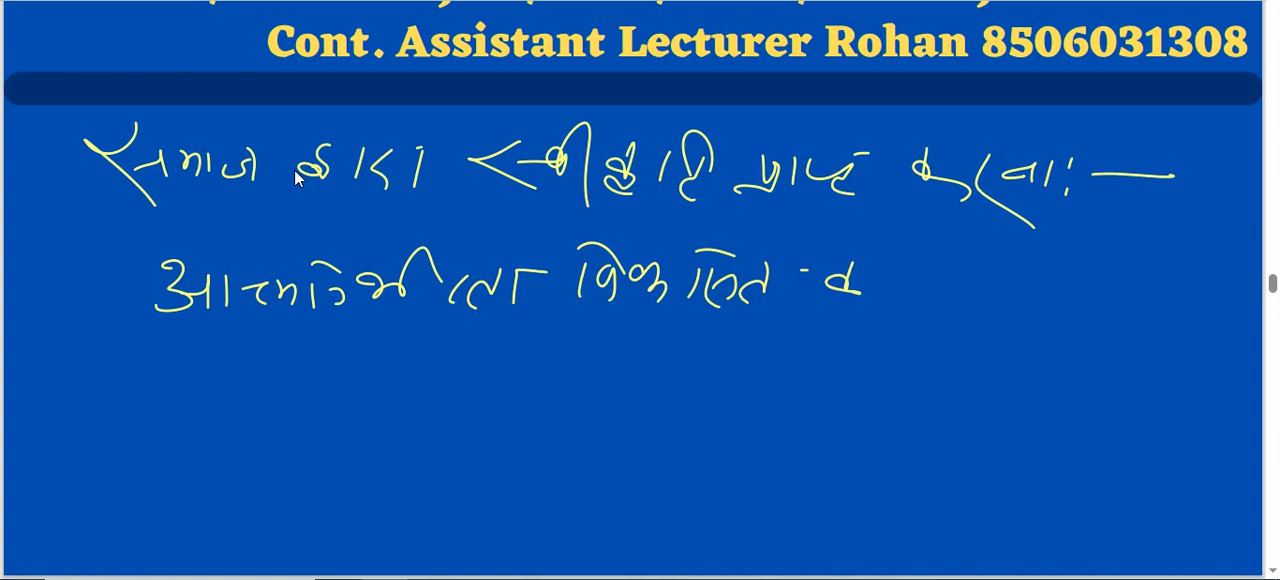 Cont. Assistant Lecturer Rohan 8506031308
समाज के द्वारा स्वीकृति प्राप्त करना:—
आत्मनिर्भरता विकसित - क